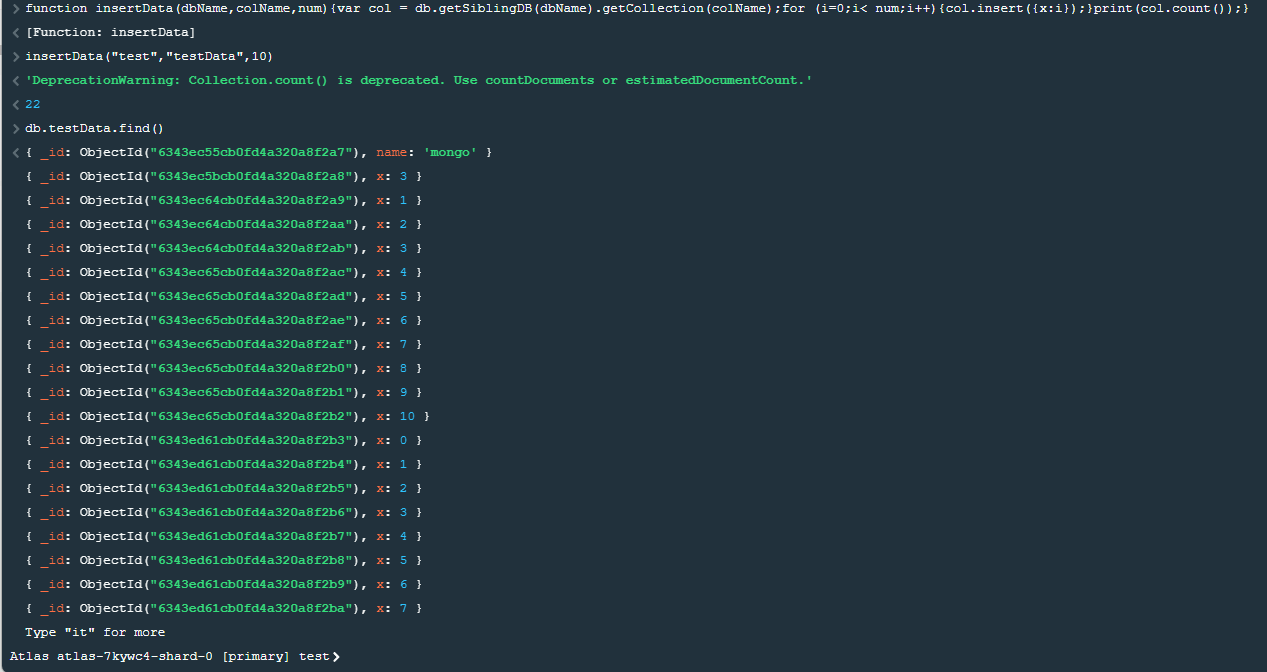 > function insertData(dbName,colName,num){var col = db.getSiblingDB(dbName).getCollection(colName);for (i=0;i< num;i++){col.insert({x:i});}print(col.count());}
< [Function: insertData]
> insertData("test","testData",10)
< 'DeprecationWarning: Collection.count() is deprecated. Use countDocuments or estimatedDocumentCount.'
< 22
> db.testData.find()
< { _id: ObjectId("6343ec55cb0fd4a320a8f2a7"), name: 'mongo' }
{ _id: ObjectId("6343ec5bcb0fd4a320a8f2a8"), x: 3 }
{ _id: ObjectId("6343ec64cb0fd4a320a8f2a9"), x: 1 }
{ _id: ObjectId("6343ec64cb0fd4a320a8f2aa"), x: 2 }
{ _id: ObjectId("6343ec64cb0fd4a320a8f2ab"), x: 3 }
{ _id: ObjectId("6343ec65cb0fd4a320a8f2ac"), x: 4 }
{ _id: ObjectId("6343ec65cb0fd4a320a8f2ad"), x: 5 }
{ _id: ObjectId("6343ec65cb0fd4a320a8f2ae"), x: 6 }
{ _id: ObjectId("6343ec65cb0fd4a320a8f2af"), x: 7 }
{ _id: ObjectId("6343ec65cb0fd4a320a8f2b0"), x: 8 }
{ _id: ObjectId("6343ec65cb0fd4a320a8f2b1"), x: 9 }
{ _id: ObjectId("6343ec65cb0fd4a320a8f2b2"), x: 10 }
{ _id: ObjectId("6343ed61cb0fd4a320a8f2b3"), x: 0 }
{ _id: ObjectId("6343ed61cb0fd4a320a8f2b4"), x: 1 }
{ _id: ObjectId("6343ed61cb0fd4a320a8f2b5"), x: 2 }
{ _id: ObjectId("6343ed61cb0fd4a320a8f2b6"), x: 3 }
{ _id: ObjectId("6343ed61cb0fd4a320a8f2b7"), x: 4 }
{ _id: ObjectId("6343ed61cb0fd4a320a8f2b8"), x: 5 }
{ _id: ObjectId("6343ed61cb0fd4a320a8f2b9"), x: 6 }
{ _id: ObjectId("6343ed61cb0fd4a320a8f2ba"), x: 7 }
Type "it" for more
Atlas atlas-7kywc4-shard-0 [primary] test>